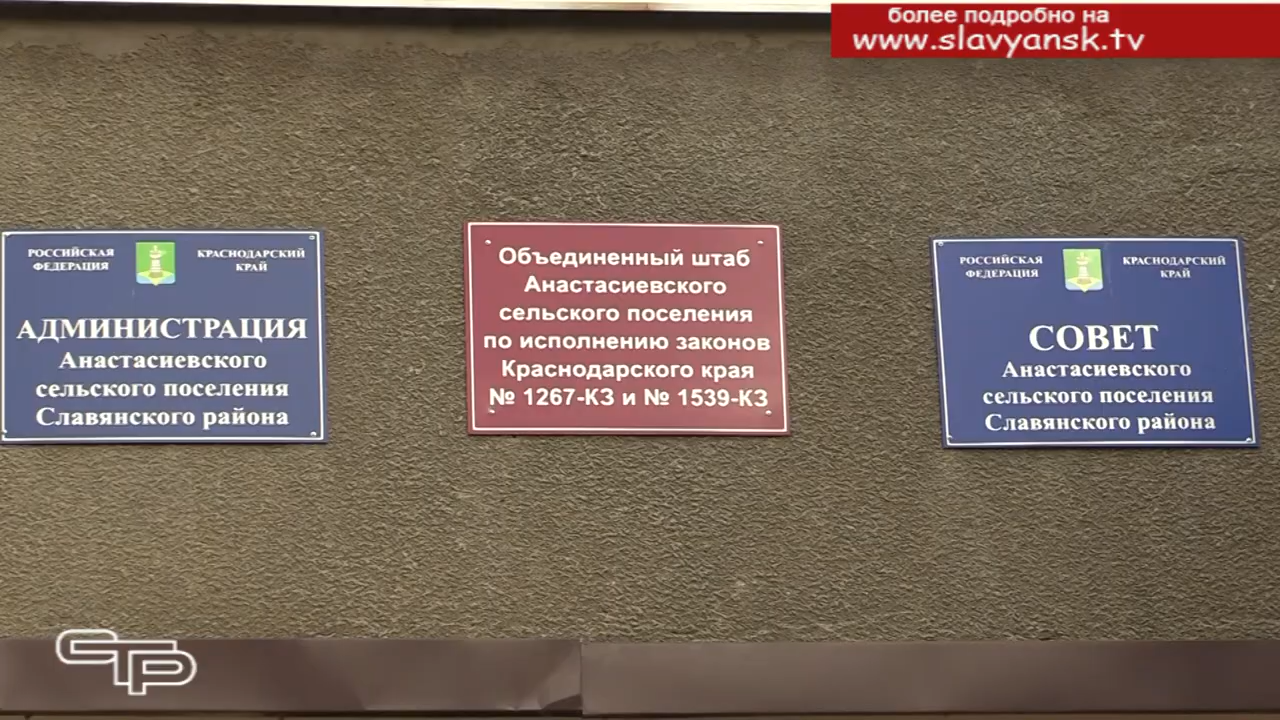 более подробно на
www.slavyansk.tv
РОССИЙСКАЯ
ФЕДЕРАЦИЯ
КРАСНОДАРСКИЙ
КРАЙ
АДМИНИСТРАЦИЯ
Анастасиевского
сельского поселения
Славянского района
Объединенный штаб
Анастасиевского
сельского поселения
по исполнению законов
Краснодарского края
№ 1267-КЗ и № 1539-КЗ
РОССИЙСКАЯ
ФЕДЕРАЦИЯ
КРАСНОДАРСКИЙ
КРАЙ
СОВЕТ
Анастасиевского
сельского поселения
Славянского района
СТР